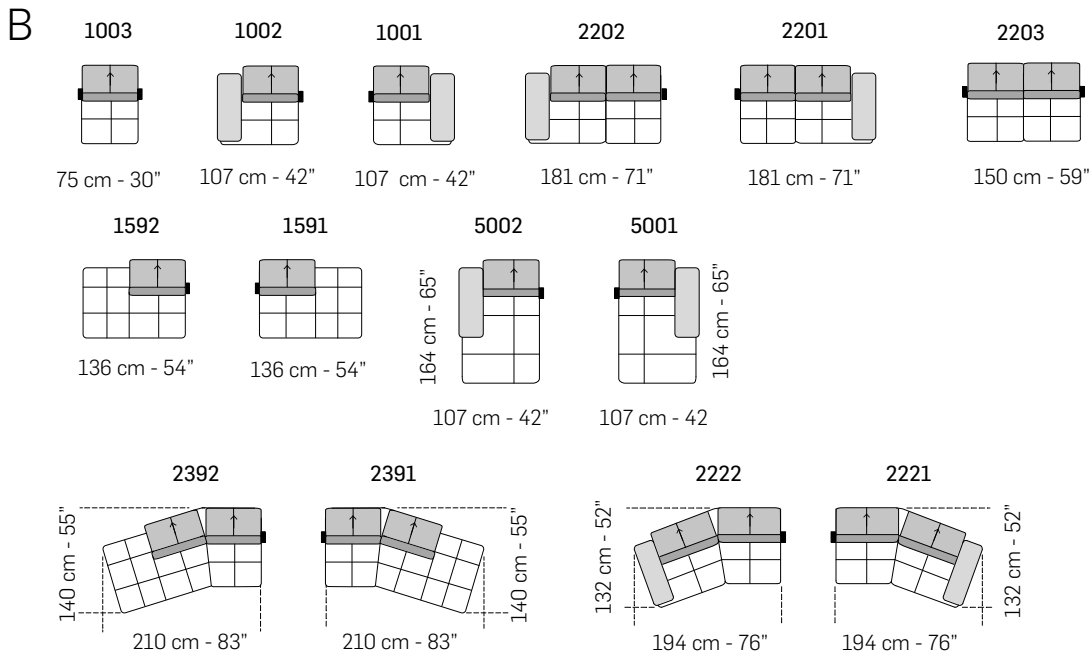 B
1003 1002 1001 2202 2201 2203
75 cm - 30” 107 cm - 42” 107 cm - 42” 181 cm - 71” 181 cm - 71” 150 cm - 59”
1592 1591 5002 5001
164 cm - 65” 164 cm - 65”
136 cm - 54” 136 cm - 54”
107 cm - 42” 107 cm - 42
2392 2391 2222 2221
140 cm - 55” 140 cm - 55” 132 cm - 52” 132 cm - 52”
210 cm - 83” 210 cm - 83” 194 cm - 76” 194 cm - 76”